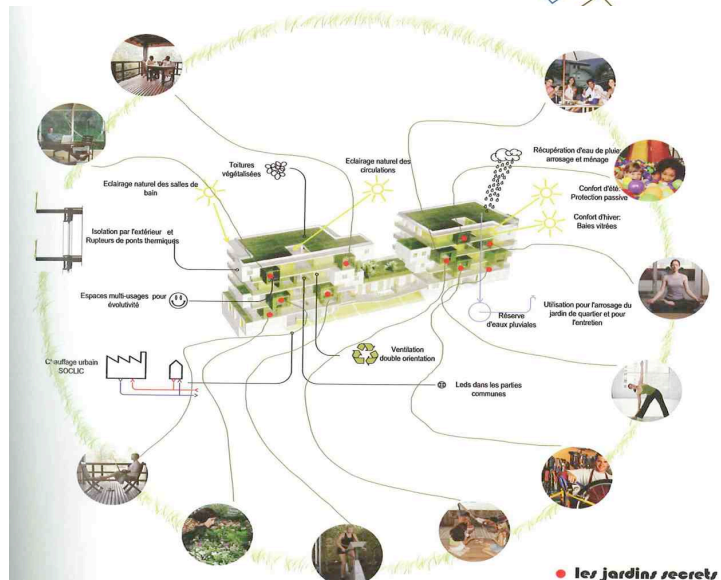 Toitures
végétalisées
Eclairage naturel des
circulations
Récupération d'eau de pluie:
arrosage et ménage
Eclairage naturel des salles de
bain
Confort d'été:
Protection passive
Confort d'hiver:
Baies vitrées
Isolation par l'extérieur et
Rupteurs de ponts thermiques
Espaces multi-usages pour
évolutivité
Réserve
d'eaux pluviales
Utilisation pour l'arrosage du
jardin de quartier et pour
l'entretien
Chauffage urbain
SOCLIC
Ventilation
double orientation
Leds dans les parties
communes
les jardins secrets